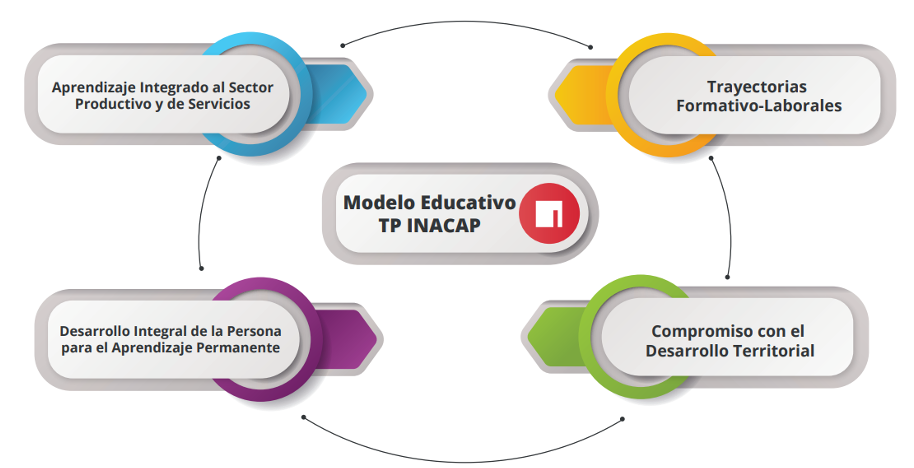 Aprendizaje Integrado al Sector
Productivo y de Servicios
Trayectorias
Formativo-Laborales
Modelo Educativo
TP INACAP
Desarrollo Integral de la Persona
para el Aprendizaje Permanente
Compromiso con el
Desarrollo Territorial